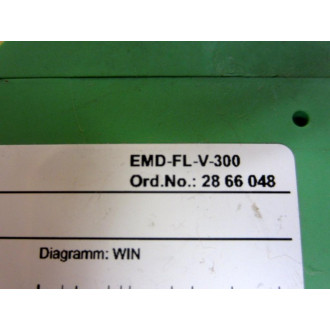 EMD-FL-V-300
Ord.No.: 28 66 048
Diagramm: WIN